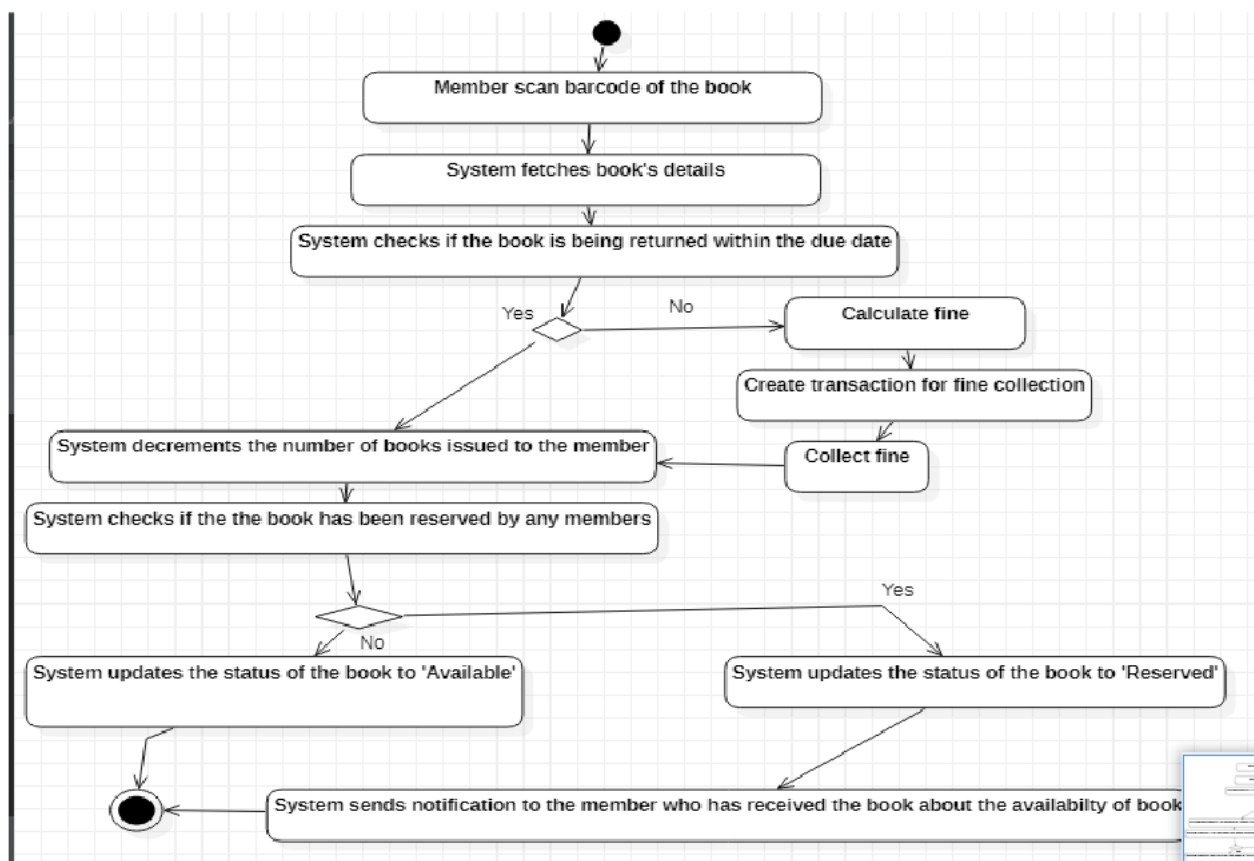 Member scan barcode of the book
System fetches book's details
System checks if the book is being returned within the due date
Yes
No
Calculate fine
Create transaction for fine collection
System decrements the number of books issued to the member
Collect fine
System checks if the the book has been reserved by any members
Yes
No
System updates the status of the book to 'Available'
System updates the status of the book to 'Reserved'
System sends notification to the member who has received the book about the availabilty of book